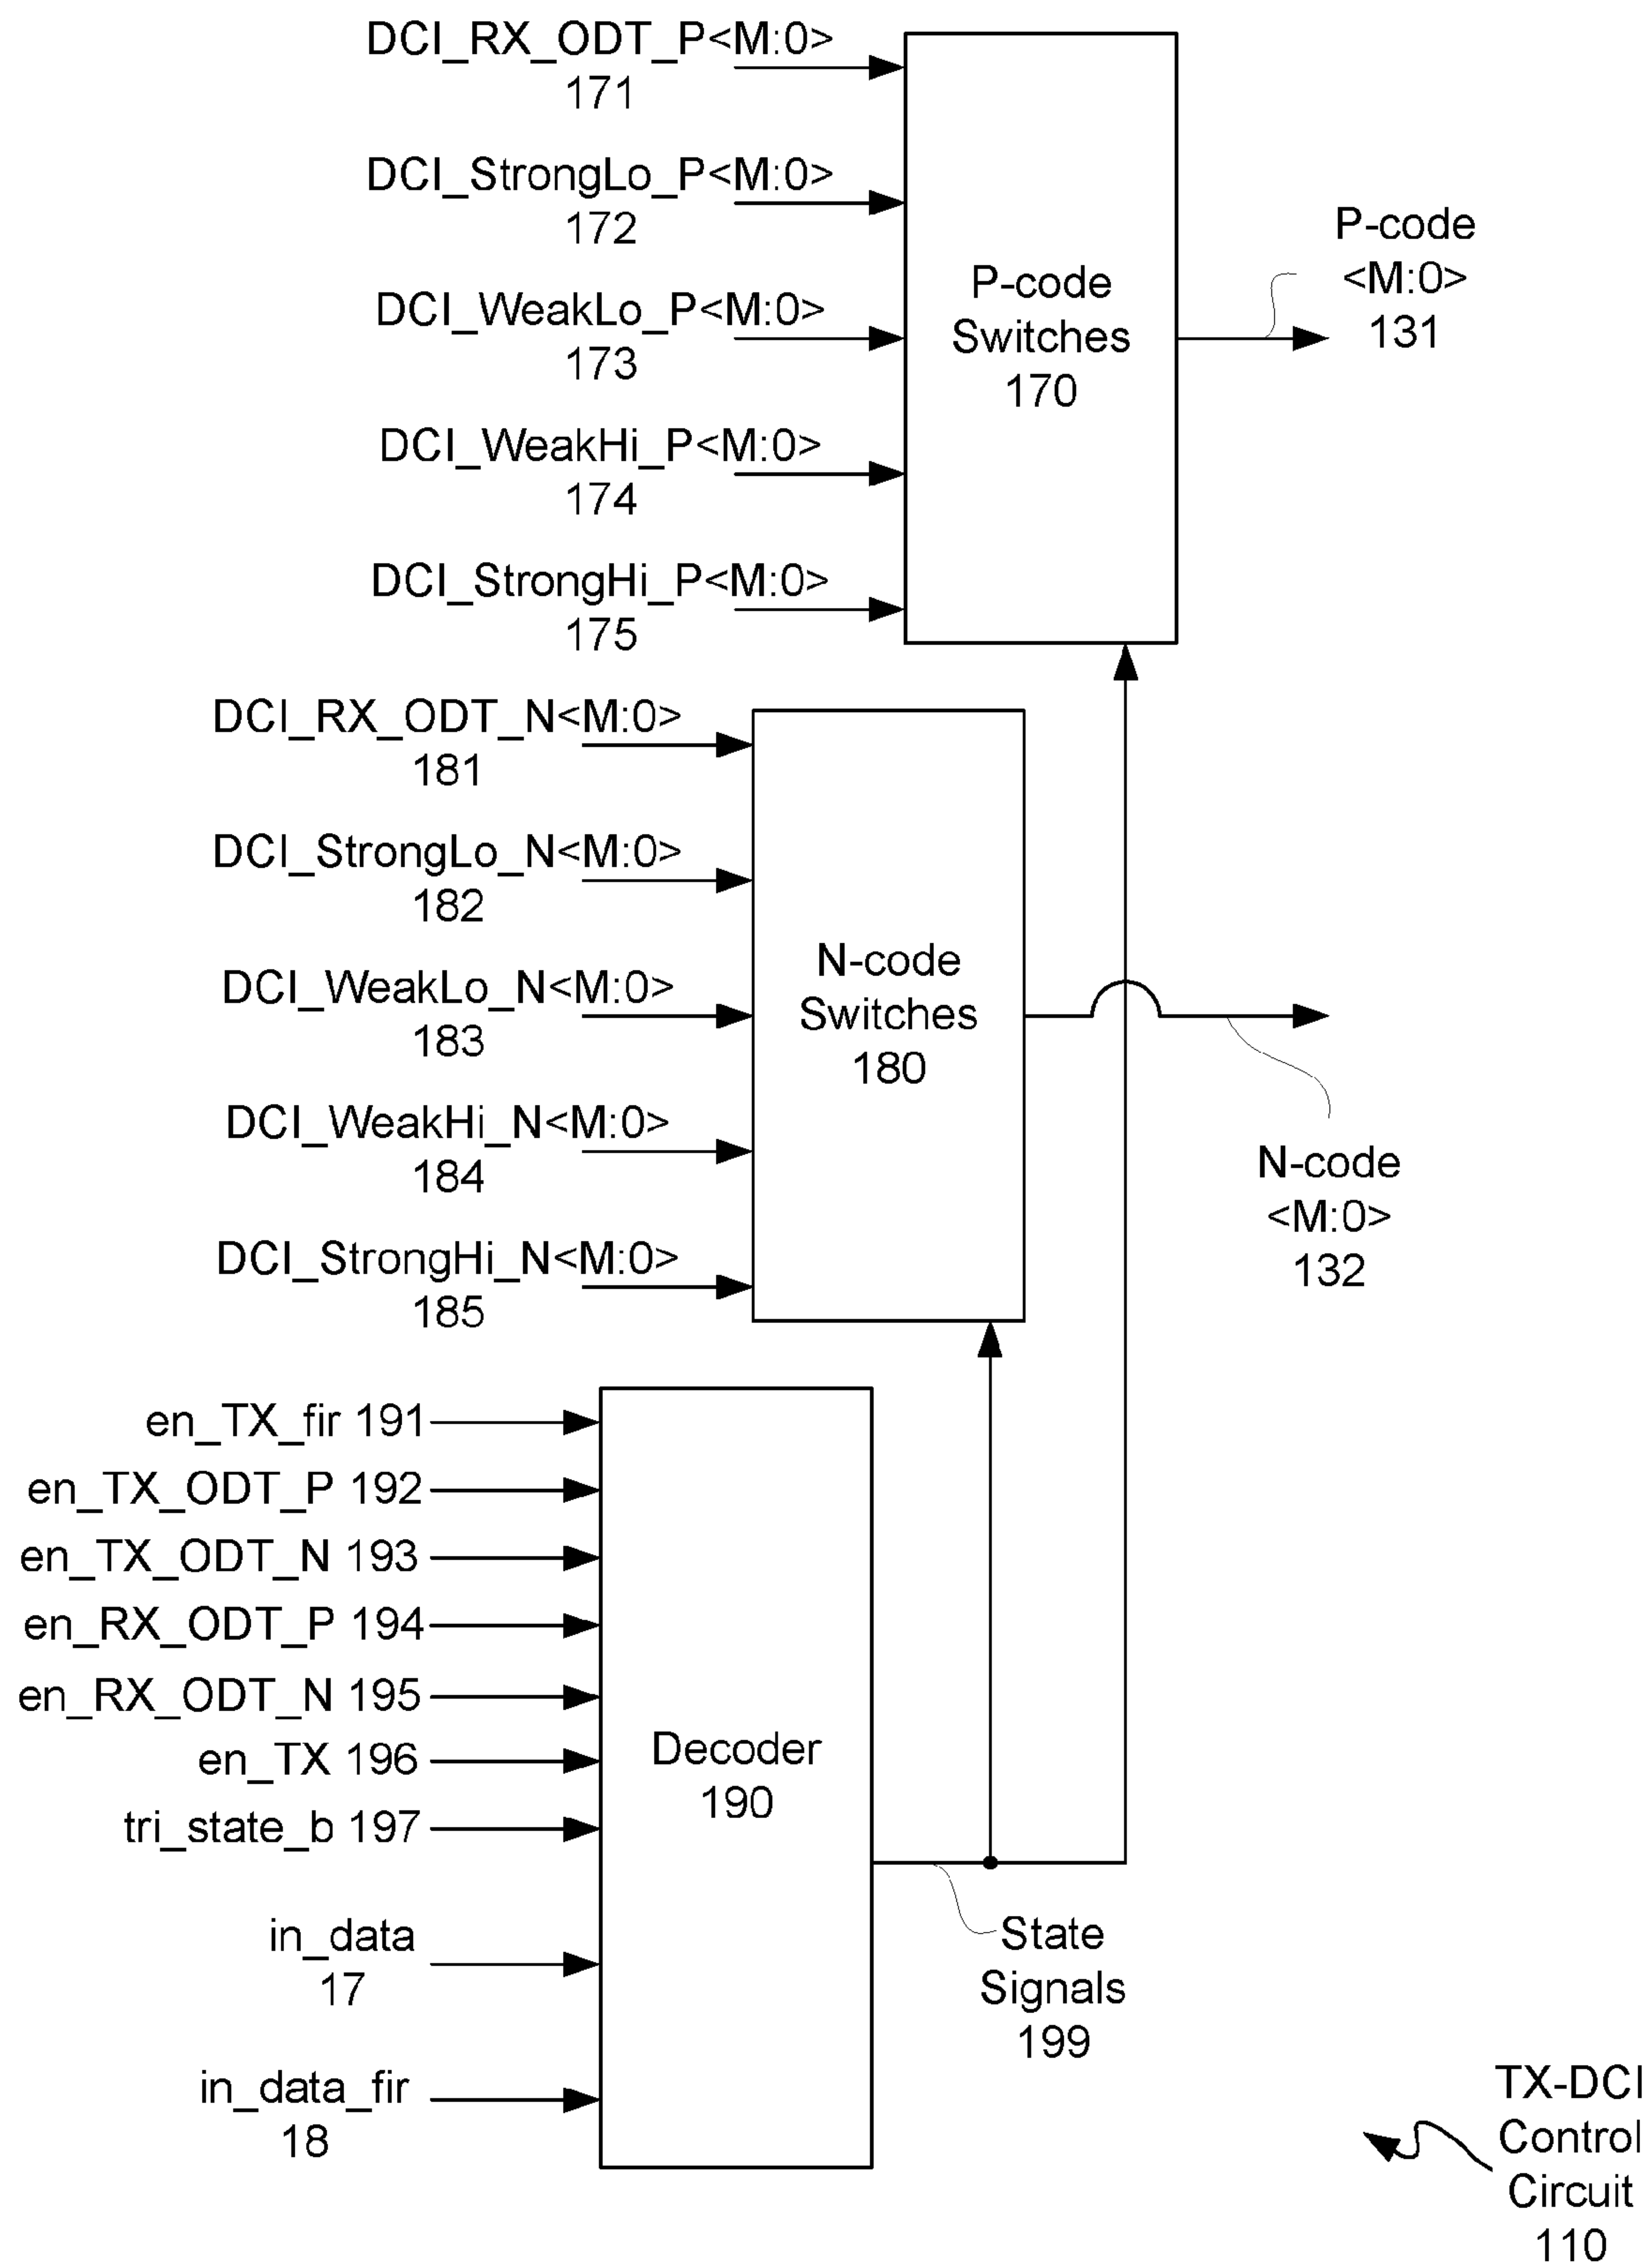 DCI_RX_ODT_P<M:0>
171
DCI_StrongLo_P<M:0>
172
DCI_WeakLo_P<M:0>
173
DCI_WeakHi_P<M:0>
174
DCI_StrongHi_P<M:0>
175
P-code
Switches
170
P-code
<M:0>
131
DCI_RX_ODT_N<M:0>
181
DCI_StrongLo_N<M:0>
182
DCI_WeakLo_N<M:0>
183
DCI_WeakHi_N<M:0>
184
DCI_StrongHi_N<M:0>
185
N-code
Switches
180
N-code
<M:0>
132
en_TX_fir 191
en_TX_ODT_P 192
en_TX_ODT_N 193
en_RX_ODT_P 194
en_RX_ODT_N 195
en_TX 196
tri_state_b 197
in_data
17
in_data_fir
18
Decoder
190
State
Signals
199
TX-DCI
Control
Circuit
110